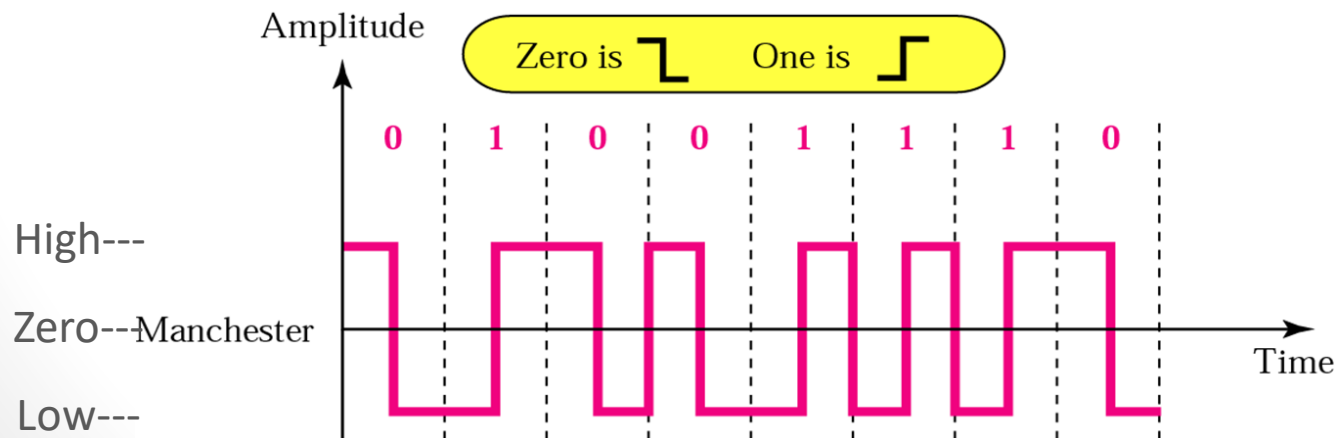 Amplitude
Zero is One is
0 1 0 0 1 1 1 0
High---
Zero---Manchester
Time
Low---